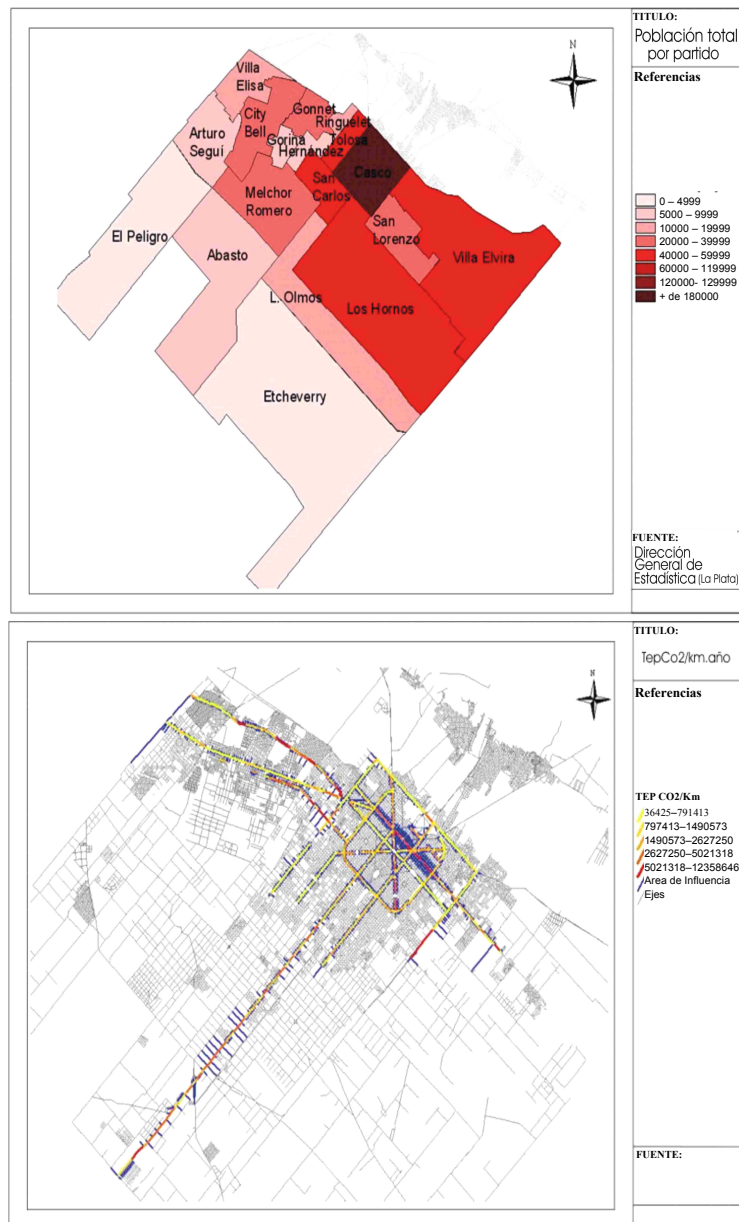 TITULO:
Población total
por partido
Referencias
0 – 4999
5000 – 9999
10000 – 19999
20000 – 39999
40000 – 59999
60000 – 119999
120000- 129999
+ de 180000
FUENTE:
Dirección
General de
Estadística (La Plata)
N
Villa
Elisa
City
Bell
Gonnet
Ringuelet
Tolosa
Arturo
Seguí
Gorina
Hernández
Casco
San
Carlos
Melchor
Romero
San
Lorenzo
El Peligro
Abasto
Villa Elvira
L. Olmos
Los Hornos
Etcheverry
TITULO:
TepCo2/km.año
Referencias
TEP CO2/Km
36425–791413
797413–1490573
1490573–2627250
2627250–5021318
5021318–12358646
Area de Influencia
Ejes
FUENTE:
N